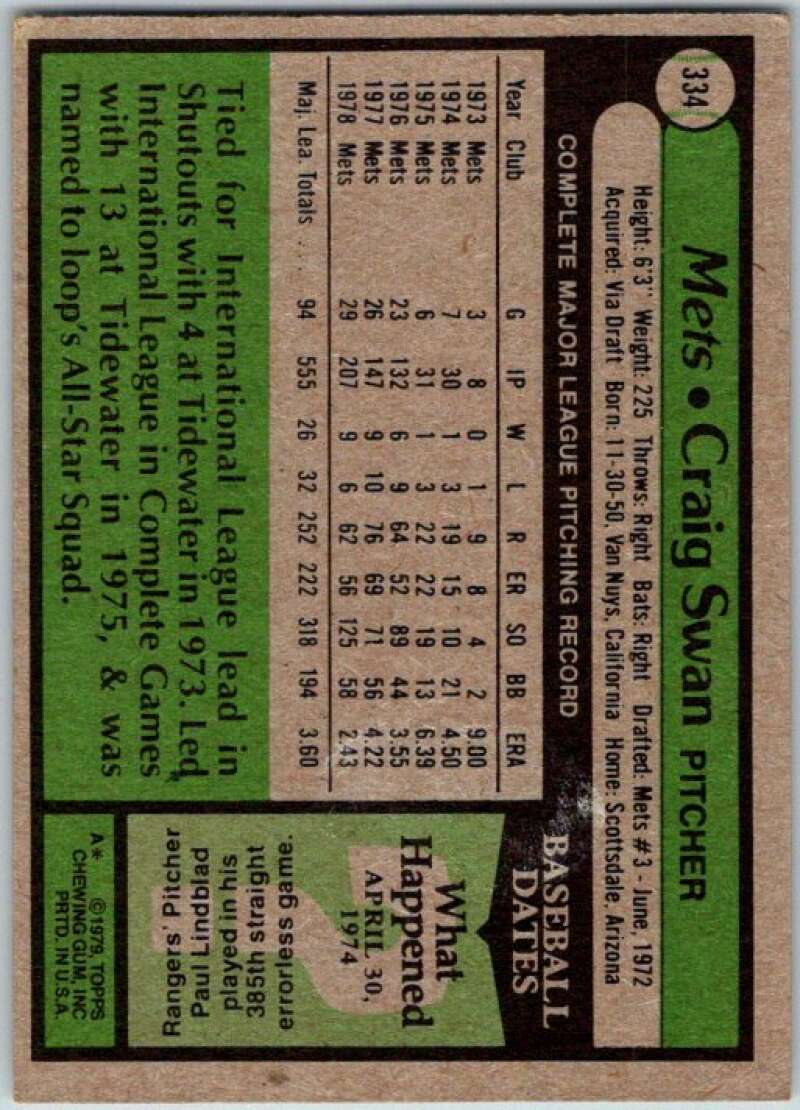 334
Mets • Craig Swan PITCHER
Height: 6'3" Weight: 225 Throws: Right Bats: Right Drafted: Mets #3 - June, 1972
Acquired: Via Draft Born: 11-30-50, Van Nuys, California Home: Scottsdale, Arizona
COMPLETE MAJOR LEAGUE PITCHING RECORD
Year Club G IP W L R ER SO BB ERA
1973 Mets 3 8 0 1 9 8 4 2 9.00
1974 Mets 7 30 1 3 19 15 10 21 4.50
1975 Mets 6 31 1 3 22 22 19 13 6.39
1976 Mets 23 132 6 9 64 52 89 44 3.55
1977 Mets 26 147 9 10 76 69 71 56 4.22
1978 Mets 29 207 9 6 62 56 125 58 2.43
Maj. Lea. Totals ... 94 555 26 32 252 222 318 194 3.60
Tied for International League lead in
Shutouts with 4 at Tidewater in 1973. Led
International League in Complete Games
with 13 at Tidewater in 1975, & was
named to loop's All-Star Squad.
BASEBALL
DATES
What
Happened
APRIL 30,
1974
Rangers' Pitcher
Paul Lindblad
played in his
385th straight
errorless game.
A* ©1979, TOPPS
CHEWING GUM, INC
PRTD. IN U.S.A.